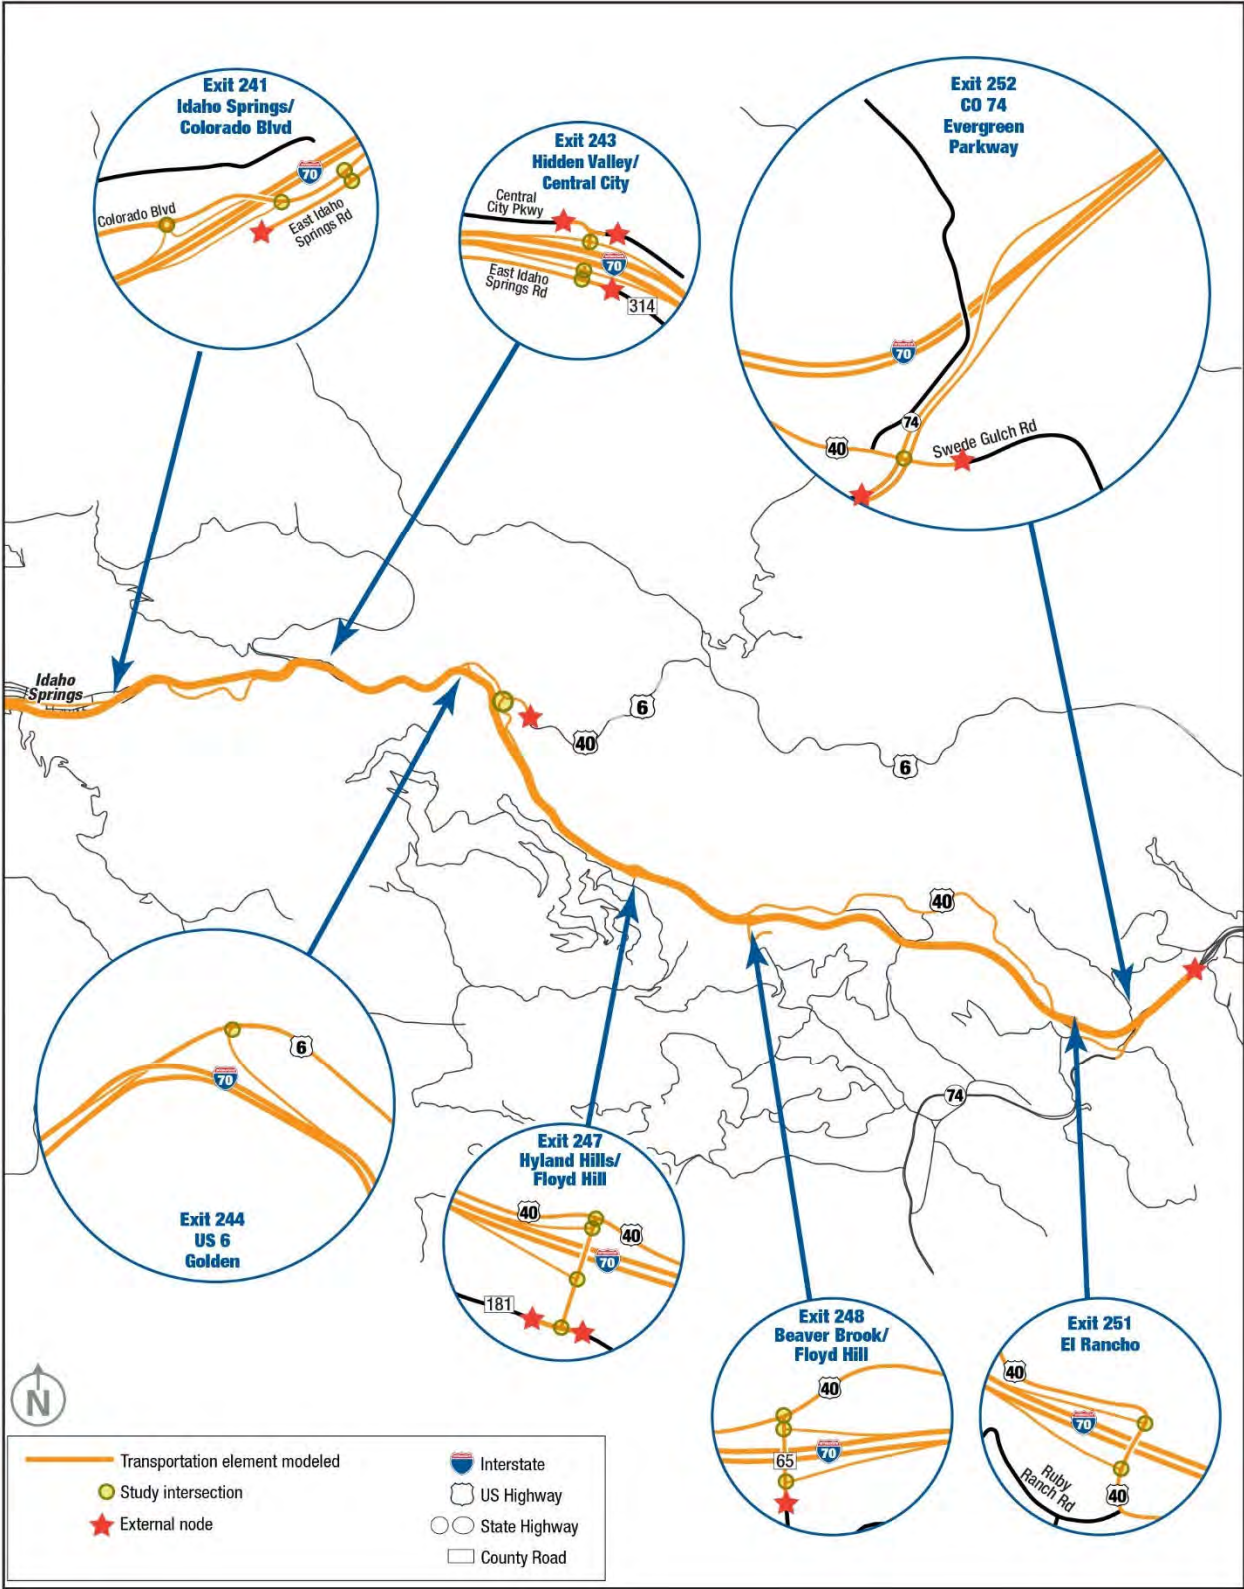 Exit 241
Idaho Springs/
Colorado Blvd
70
Colorado Blvd
East Idaho
Springs Rd
Exit 243
Hidden Valley/
Central City
Central
City Pkwy
70
East Idaho
Springs Rd
314
Exit 252
CO 74
Evergreen
Parkway
70
74
40
Swede Gulch Rd
Idaho
Springs
6
40
6
40
74
6
70
Exit 244
US 6
Golden
Exit 247
Hyland Hills/
Floyd Hill
40
40
70
181
Exit 248
Beaver Brook/
Floyd Hill
40
65
70
Exit 251
El Rancho
40
70
40
Ruby
Ranch Rd
N
Transportation element modeled
Study intersection
External node
Interstate
US Highway
State Highway
County Road